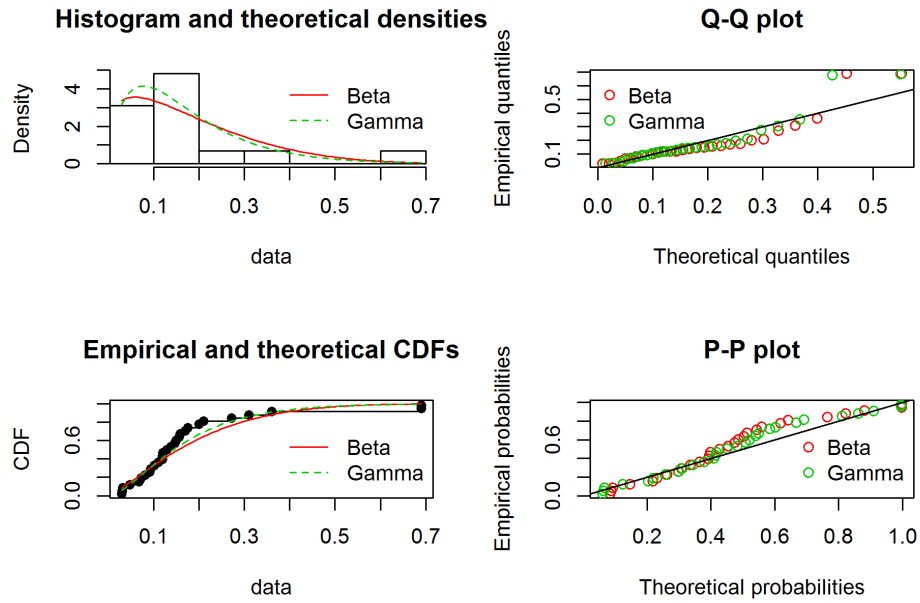 Histogram and theoretical densities
Density
0 2 4
Beta
Gamma
0.1 0.3 0.5 0.7
data
Q-Q plot
Empirical quantiles
0.1 0.5
Beta
Gamma
0.0 0.1 0.2 0.3 0.4 0.5
Theoretical quantiles
Empirical and theoretical CDFs
CDF
0.0 0.6
Beta
Gamma
0.1 0.3 0.5 0.7
data
P-P plot
Empirical probabilities
0.0 0.6
Beta
Gamma
0.2 0.4 0.6 0.8 1.0
Theoretical probabilities